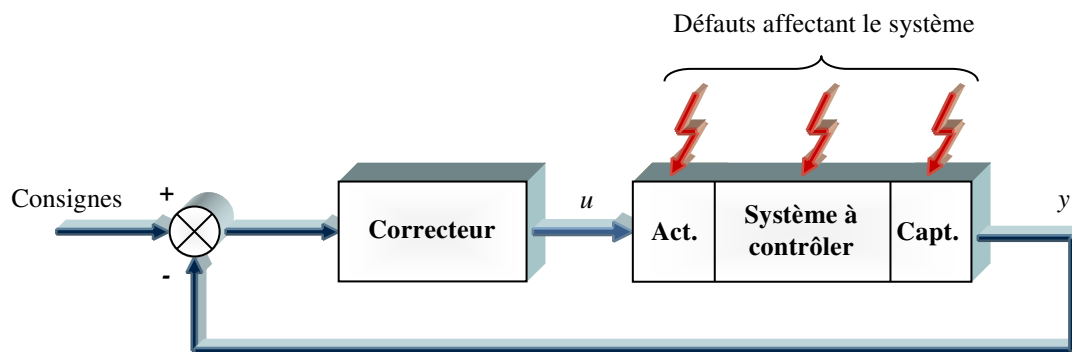 Défauts affectant le système
Consignes
+
-
Correcteur
u
Act.
Système à
contrôler
Capt.
y